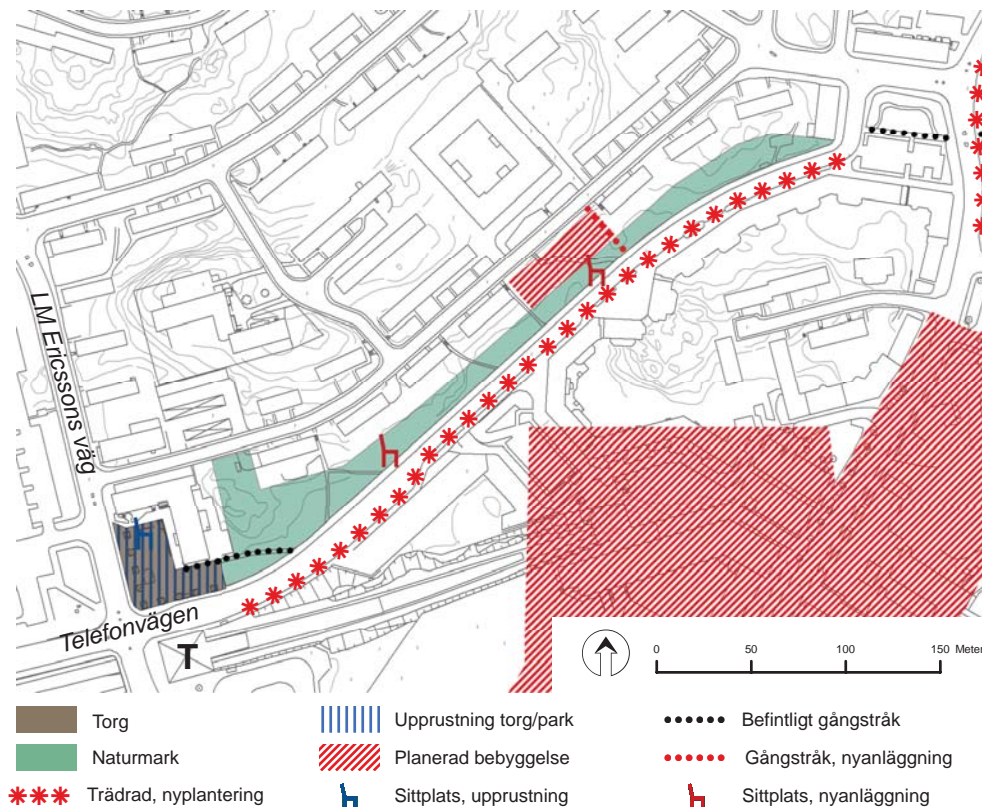 LM Ericssons väg
Telefonvägen
T
0 50 100 150 Meter
Torg
Upprustning torg/park
Befintligt gångstråk
Naturmark
Planerad bebyggelse
Gångstråk, nyanläggning
Trädrad, nyplantering
Sittplats, upprustning
Sittplats, nyanläggning